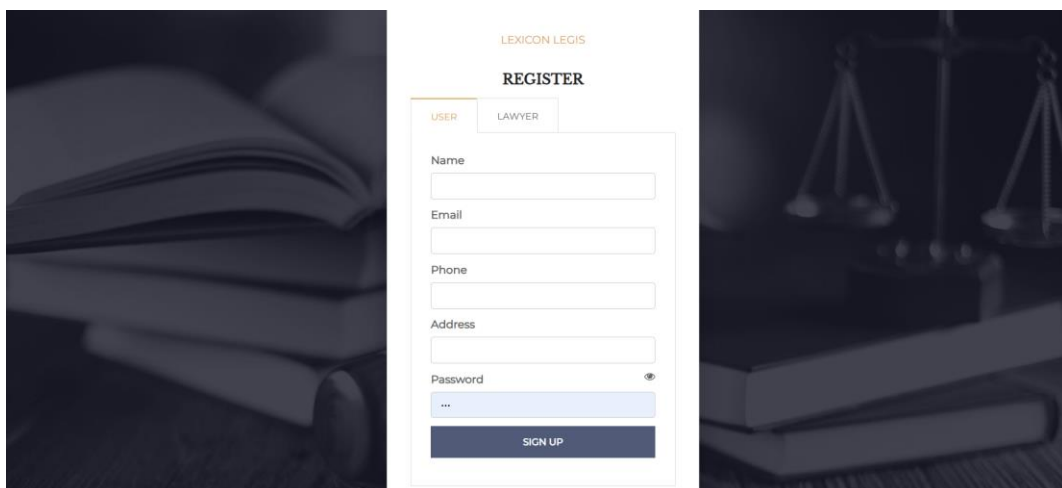 LEXICON LEGIS
REGISTER
USER LAWYER
Name
Email
Phone
Address
Password
...
SIGN UP